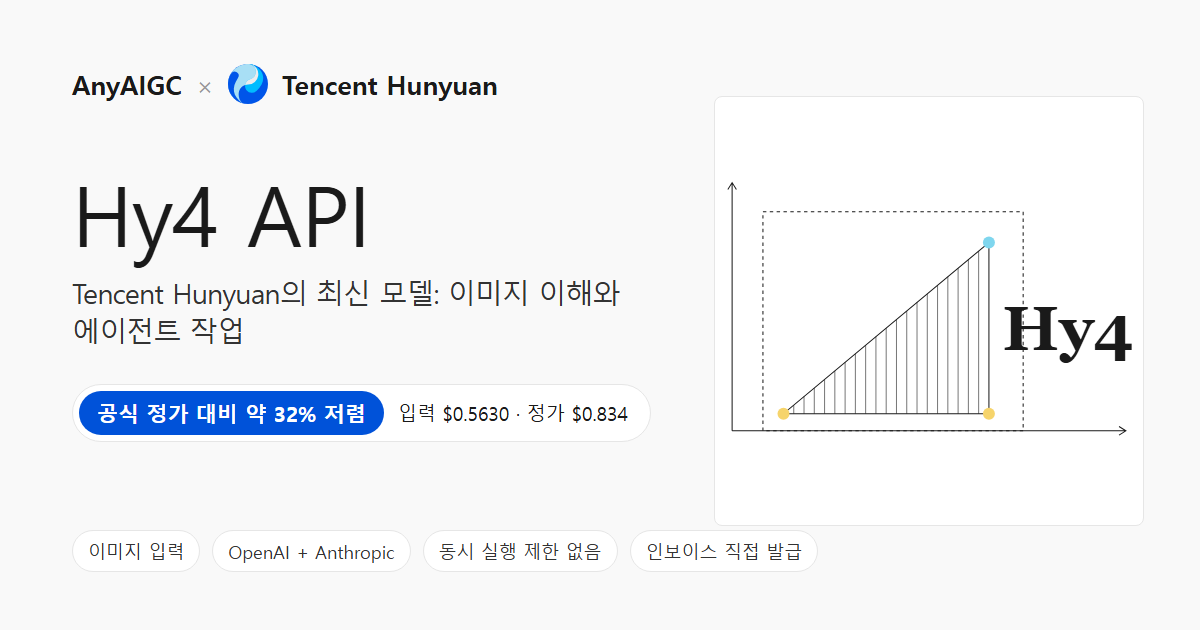 AnyAIGC × Tencent Hunyuan
Hy4 API
Tencent Hunyuan의 최신 모델: 이미지 이해와
에이전트 작업
공식 정가 대비 약 32% 저렴 입력 $0.5630 · 정가 $0.834
Hy4
이미지 입력 OpenAI + Anthropic 동시 실행 제한 없음 인보이스 직접 발급